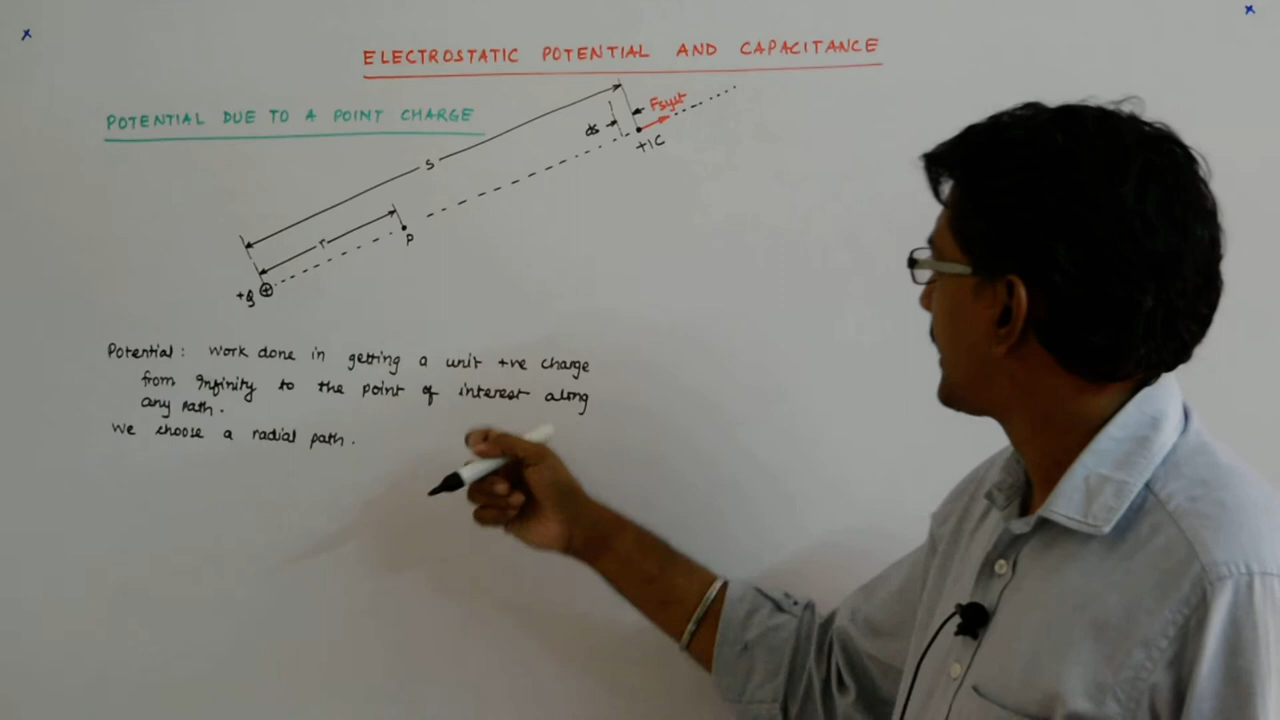 x
x
ELECTROSTATIC POTENTIAL AND CAPACITANCE
POTENTIAL DUE TO A POINT CHARGE
Fsyst
ds
+1C
s
r
P
+Q
Potential: Work done in getting a unit +ve charge
from Infinity to the point of interest along
any path.
We choose a radial path.